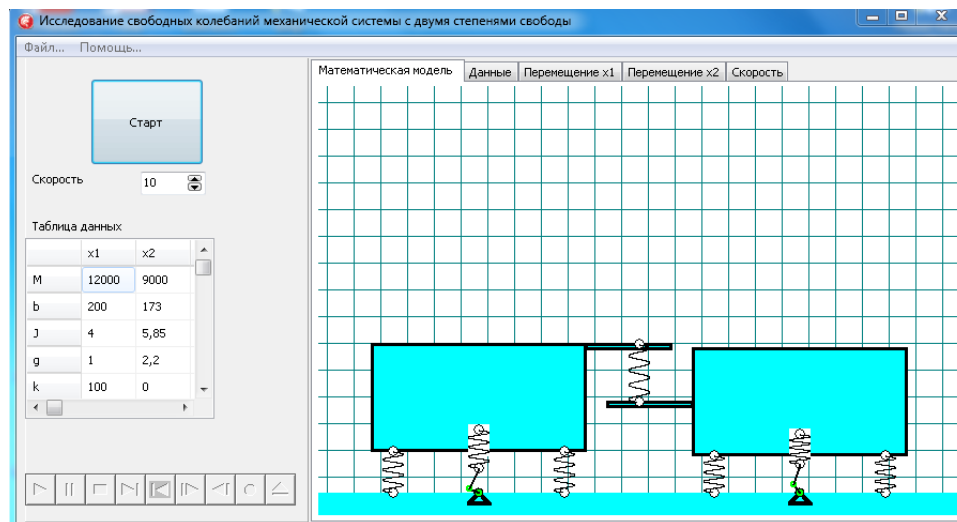 Исследование свободных колебаний механической системы с двумя степенями свободы
Файл... Помощь...
Математическая модель Данные Перемещение x1 Перемещение x2 Скорость
Старт
Скорость 10
Таблица данных
x1 x2
M 12000 9000
b 200 173
J 4 5,85
g 1 2,2
k 100 0